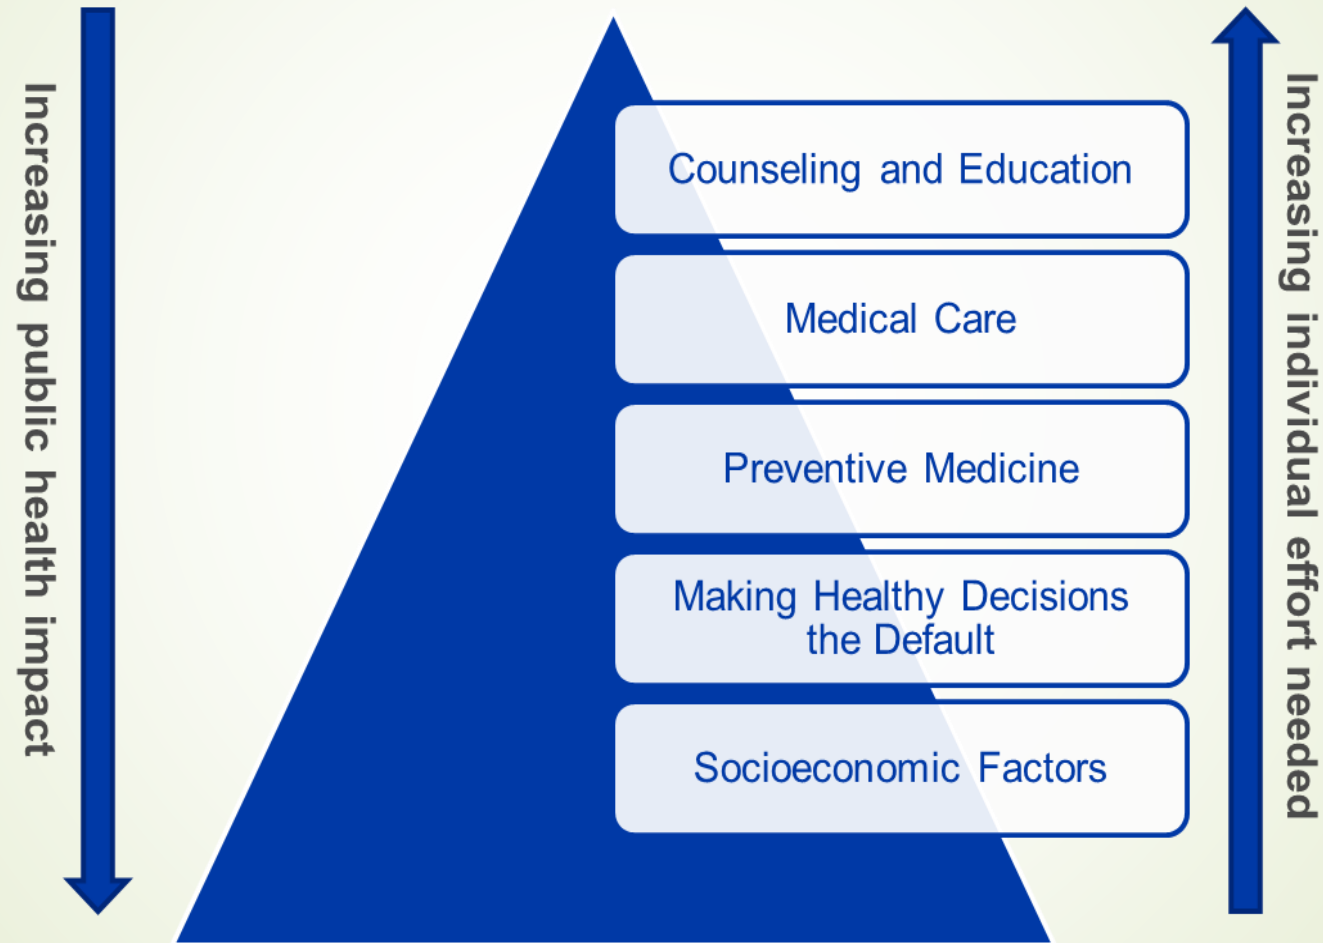 Increasing public health impact
Counseling and Education
Medical Care
Preventive Medicine
Making Healthy Decisions
the Default
Socioeconomic Factors
Increasing individual effort needed